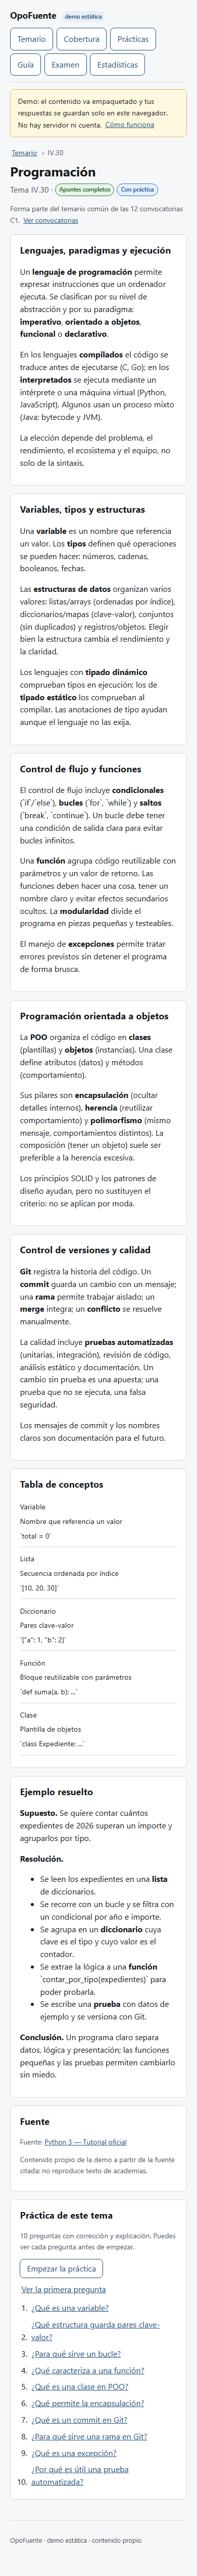 OpoFuente demo estática
Temario Cobertura Prácticas
Guía Examen Estadísticas
Demo: el contenido va empaquetado y tus
respuestas se guardan solo en este navegador.
No hay servidor ni cuenta. Cómo funciona
Temario › IV.30
Programación
Tema IV.30 · Apuntes completos Con práctica
Forma parte del temario común de las 12 convocatorias
C1. Ver convocatorias
Lenguajes, paradigmas y ejecución
Un lenguaje de programación permite
expresar instrucciones que un ordenador
ejecuta. Se clasifican por su nivel de
abstracción y por su paradigma:
imperativo, orientado a objetos,
funcional o declarativo.
En los lenguajes compilados el código se
traduce antes de ejecutarse (C, Go); en los
interpretados se ejecuta mediante un
intérprete o una máquina virtual (Python,
JavaScript). Algunos usan un proceso mixto
(Java: bytecode y JVM).
La elección depende del problema, el
rendimiento, el ecosistema y el equipo, no
solo de la sintaxis.
Variables, tipos y estructuras
Una variable es un nombre que referencia
un valor. Los tipos definen qué operaciones
se pueden hacer: números, cadenas,
booleanos, fechas.
Las estructuras de datos organizan varios
valores: listas/arrays (ordenadas por índice),
diccionarios/mapas (clave-valor), conjuntos
(sin duplicados) y registros/objetos. Elegir
bien la estructura cambia el rendimiento y
la claridad.
Los lenguajes con tipado dinámico
comprueban tipos en ejecución; los de
tipado estático los comprueban al
compilar. Las anotaciones de tipo ayudan
aunque el lenguaje no las exija.
Control de flujo y funciones
El control de flujo incluye condicionales
(`if`/`else`), bucles (`for`, `while`) y saltos
(`break`, `continue`). Un bucle debe tener
una condición de salida clara para evitar
bucles infinitos.
Una función agrupa código reutilizable con
parámetros y un valor de retorno. Las
funciones deben hacer una cosa, tener un
nombre claro y evitar efectos secundarios
ocultos. La modularidad divide el
programa en piezas pequeñas y testeables.
El manejo de excepciones permite tratar
errores previstos sin detener el programa
de forma brusca.
Programación orientada a objetos
La POO organiza el código en clases
(plantillas) y objetos (instancias). Una clase
define atributos (datos) y métodos
(comportamiento).
Sus pilares son encapsulación (ocultar
detalles internos), herencia (reutilizar
comportamiento) y polimorfismo (mismo
mensaje, comportamientos distintos). La
composición (tener un objeto) suele ser
preferible a la herencia excesiva.
Los principios SOLID y los patrones de
diseño ayudan, pero no sustituyen el
criterio: no se aplican por moda.
Control de versiones y calidad
Git registra la historia del código. Un
commit guarda un cambio con un mensaje;
una rama permite trabajar aislado; un
merge integra; un conflicto se resuelve
manualmente.
La calidad incluye pruebas automatizadas
(unitarias, integración), revisión de código,
análisis estático y documentación. Un
cambio sin prueba es una apuesta; una
prueba que no se ejecuta, una falsa
seguridad.
Los mensajes de commit y los nombres
claros son documentación para el futuro.
Tabla de conceptos
Variable
Nombre que referencia un valor
`total = 0`
Lista
Secuencia ordenada por índice
`[10, 20, 30]`
Diccionario
Pares clave-valor
`{"a": 1, "b": 2}`
Función
Bloque reutilizable con parámetros
`def suma(a, b): ...`
Clase
Plantilla de objetos
`class Expediente: ...`
Ejemplo resuelto
Supuesto. Se quiere contar cuántos
expedientes de 2026 superan un importe y
agruparlos por tipo.
Resolución.
• Se leen los expedientes en una lista
de diccionarios.
• Se recorre con un bucle y se filtra con
un condicional por año e importe.
• Se agrupa en un diccionario cuya
clave es el tipo y cuyo valor es el
contador.
• Se extrae la lógica a una función
`contar_por_tipo(expedientes)` para
poder probarla.
• Se escribe una prueba con datos de
ejemplo y se versiona con Git.
Conclusión. Un programa claro separa
datos, lógica y presentación; las funciones
pequeñas y las pruebas permiten cambiarlo
sin miedo.
Fuente
Fuente: Python 3 — Tutorial oficial
Contenido propio de la demo a partir de la fuente
citada; no reproduce texto de academias.
Práctica de este tema
10 preguntas con corrección y explicación. Puedes
ver cada pregunta antes de empezar.
Empezar la práctica
Ver la primera pregunta
1. ¿Qué es una variable?
2. ¿Qué estructura guarda pares clave-
valor?
3. ¿Para qué sirve un bucle?
4. ¿Qué caracteriza a una función?
5. ¿Qué es una clase en POO?
6. ¿Qué permite la encapsulación?
7. ¿Qué es un commit en Git?
8. ¿Para qué sirve una rama en Git?
9. ¿Qué es una excepción?
10. ¿Por qué es útil una prueba
automatizada?
OpoFuente · demo estática · contenido propio